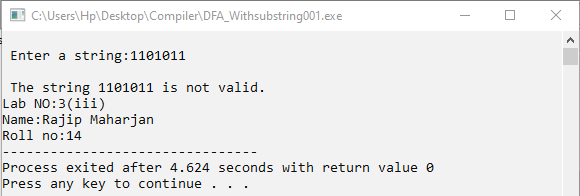 C:\Users\Hp\Desktop\Compiler\DFA_Withsubstring001.exe
Enter a string:1101011
The string 1101011 is not valid.
Lab NO:3(iii)
Name:Rajip Maharjan
Roll no:14
--------------------------------
Process exited after 4.624 seconds with return value 0
Press any key to continue . . .